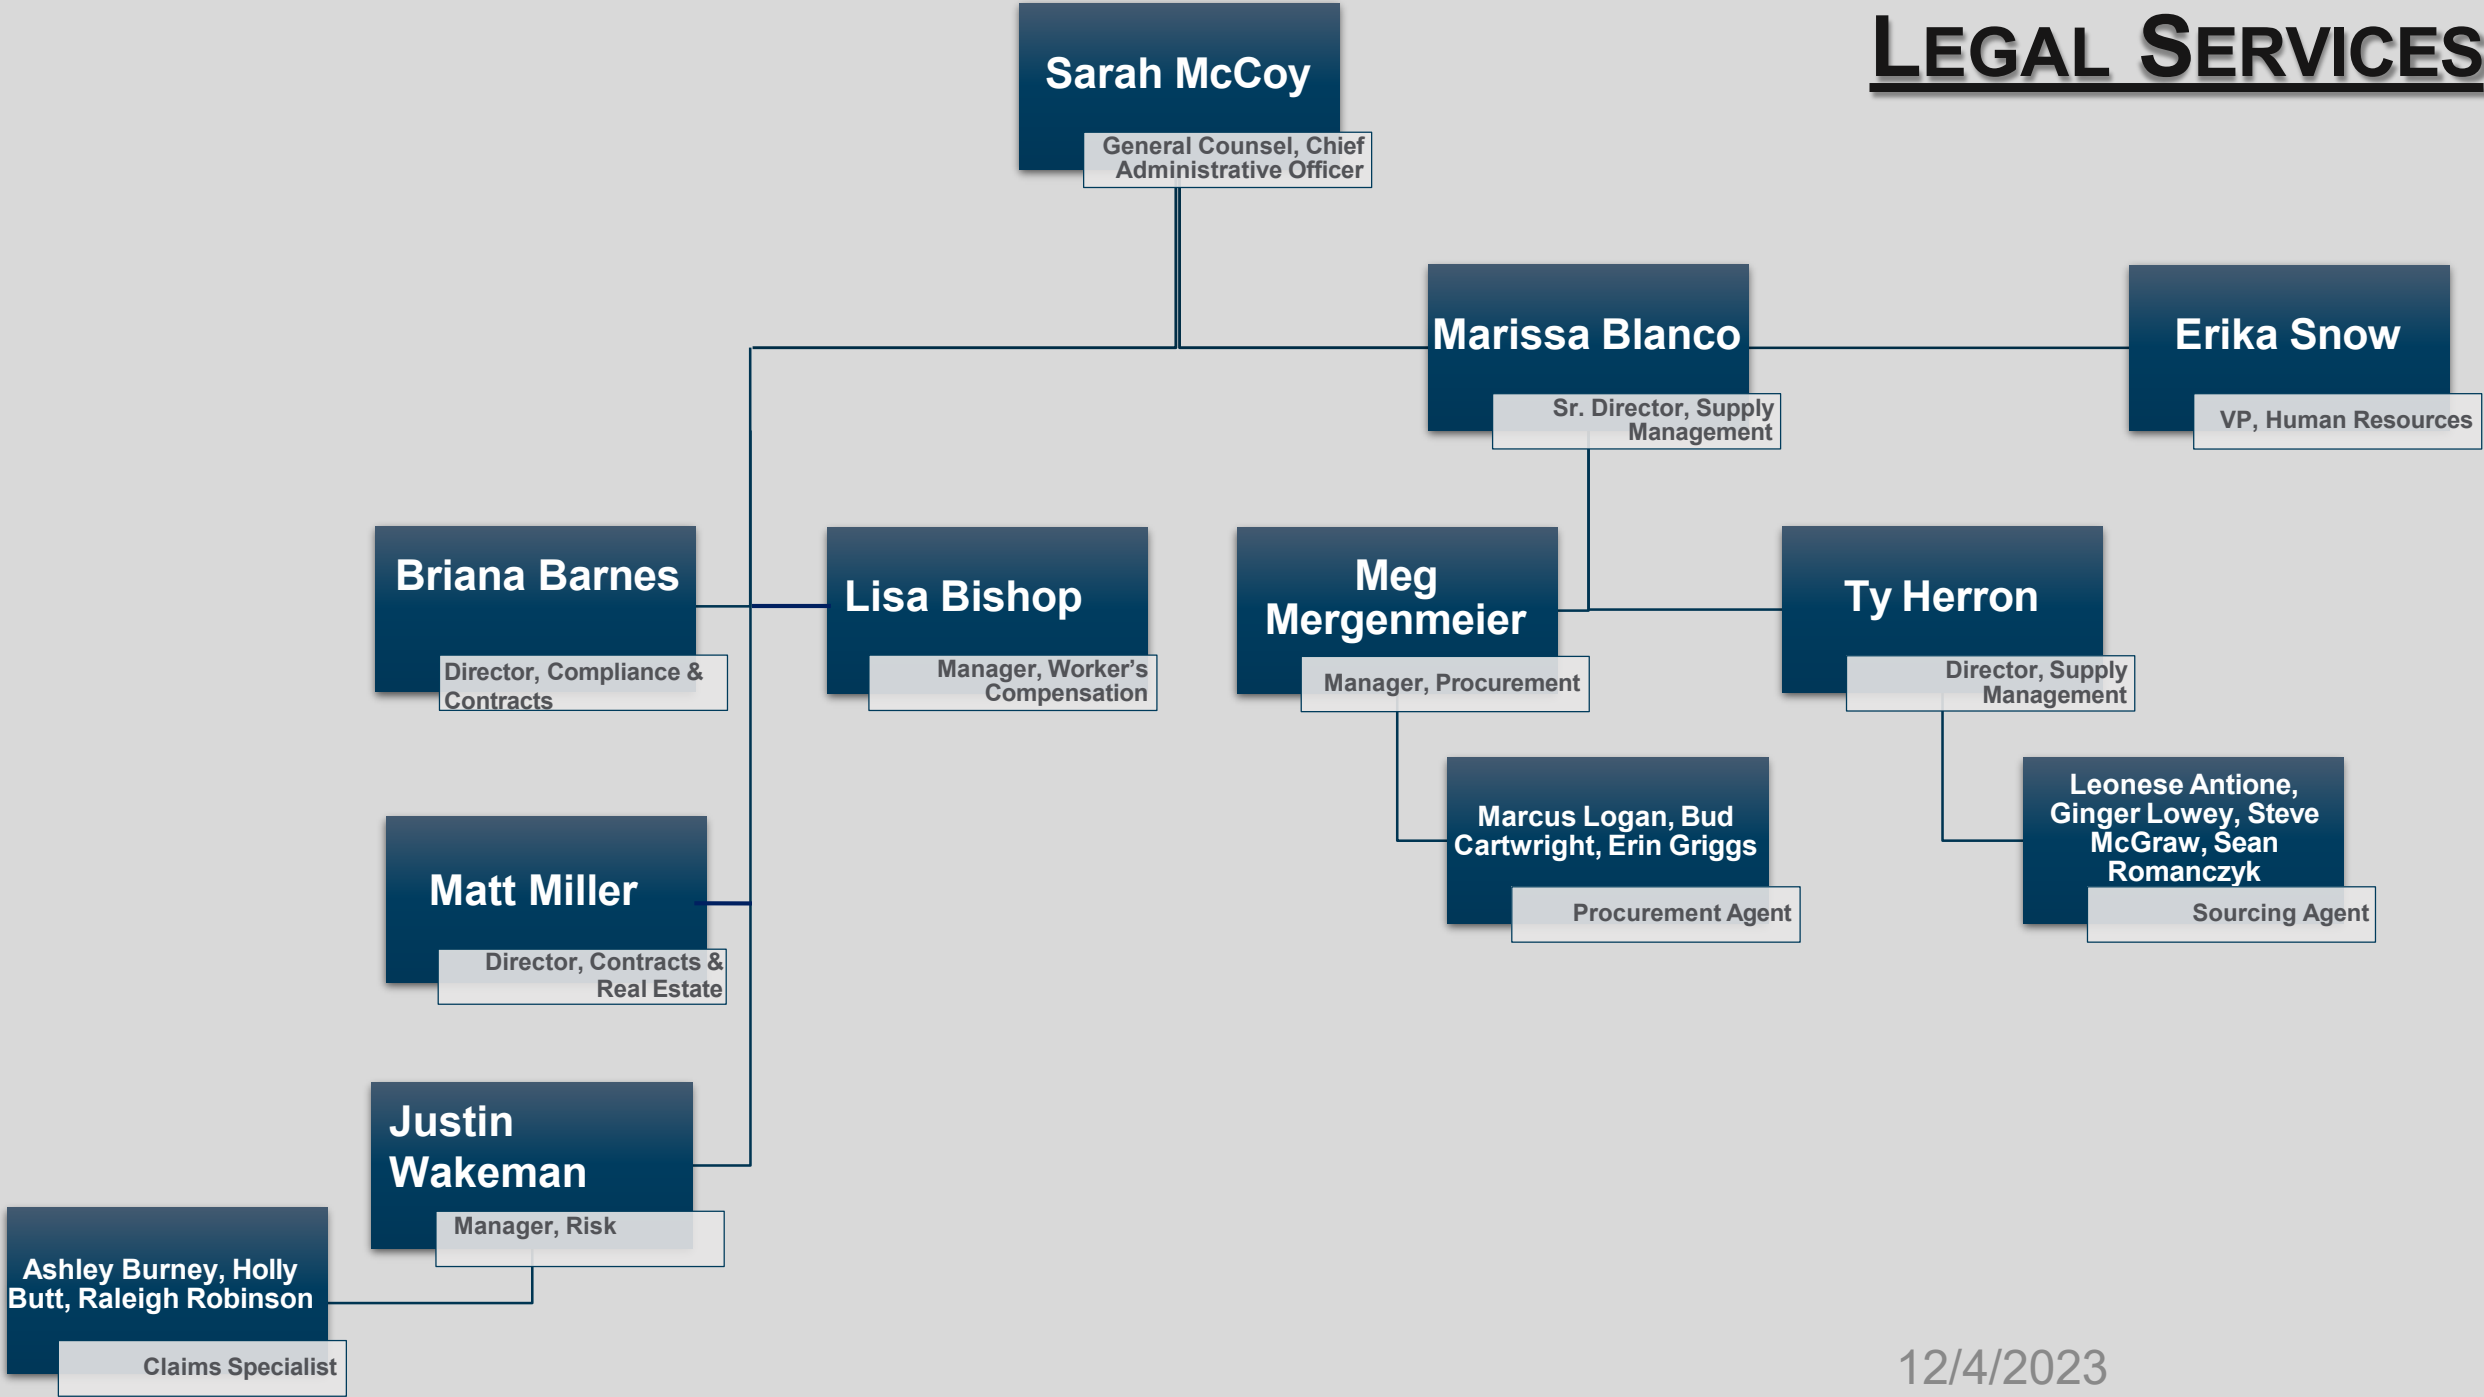 LEGAL SERVICES
Sarah McCoy
General Counsel, Chief
Administrative Officer
Marissa Blanco
Sr. Director, Supply
Management
Erika Snow
VP, Human Resources
Briana Barnes
Director, Compliance &
Contracts
Lisa Bishop
Manager, Worker’s
Compensation
Meg
Mergenmeier
Manager, Procurement
Ty Herron
Director, Supply
Management
Marcus Logan, Bud
Cartwright, Erin Griggs
Procurement Agent
Leonese Antione,
Ginger Lowey, Steve
McGraw, Sean
Romanczyk
Sourcing Agent
Matt Miller
Director, Contracts &
Real Estate
Justin
Wakeman
Manager, Risk
Ashley Burney, Holly
Butt, Raleigh Robinson
Claims Specialist
12/4/2023